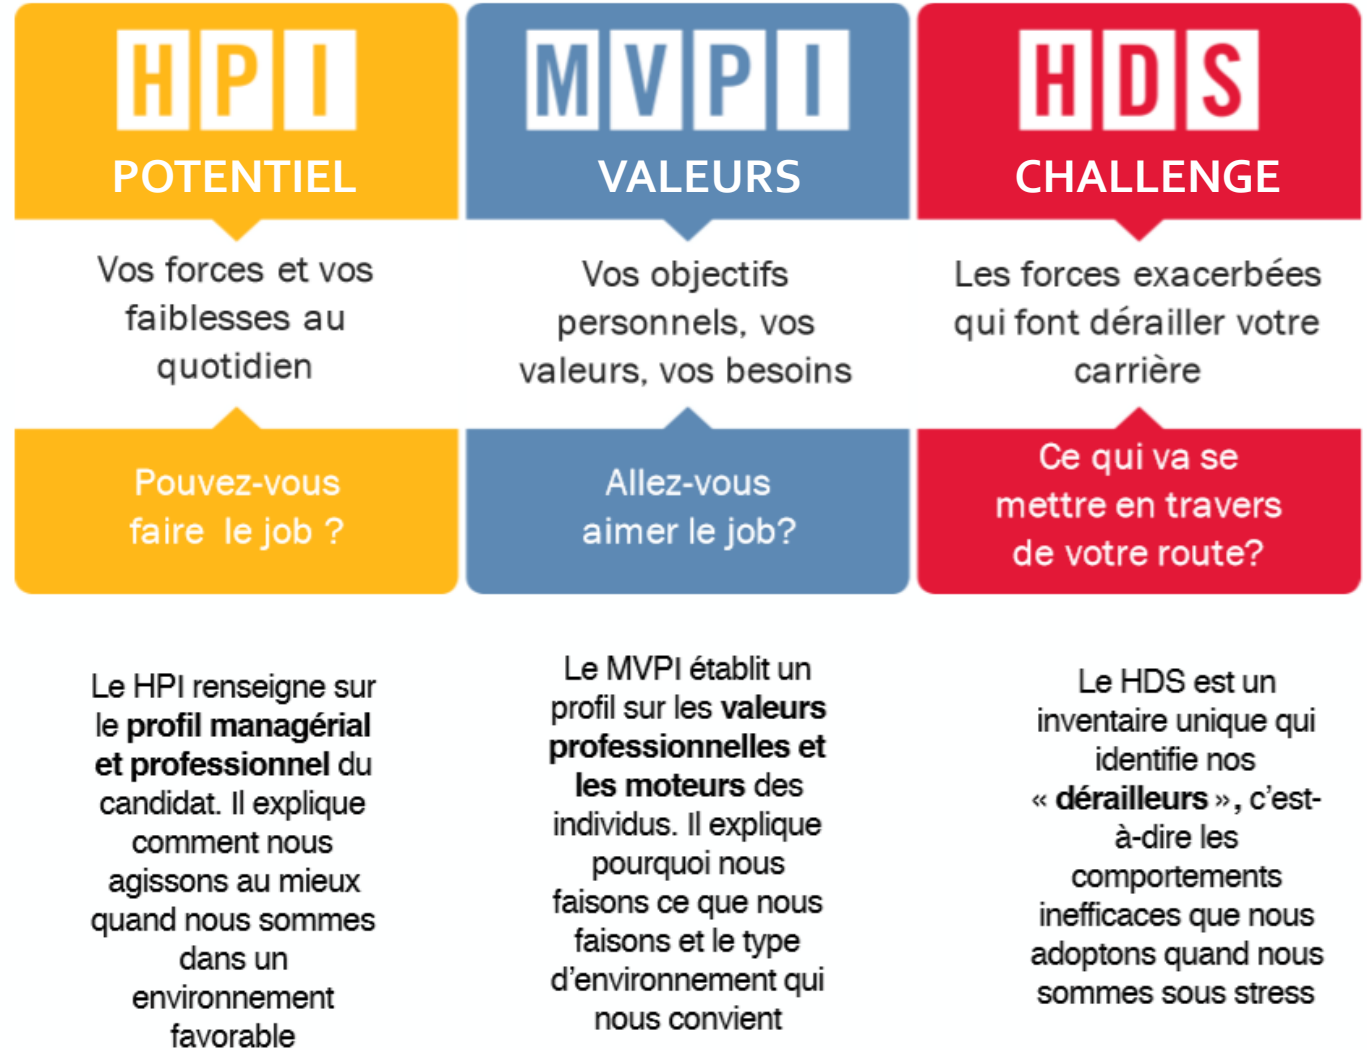 HPI
POTENTIEL
Vos forces et vos
faiblesses au
quotidien
Pouvez-vous
faire le job ?
Le HPI renseigne sur
le profil managérial
et professionnel du
candidat. Il explique
comment nous
agissons au mieux
quand nous sommes
dans un
environnement
favorable
MVPI
VALEURS
Vos objectifs
personnels, vos
valeurs, vos besoins
Allez-vous
aimer le job?
Le MVPI établit un
profil sur les valeurs
professionnelles et
les moteurs des
individus. Il explique
pourquoi nous
faisons ce que nous
faisons et le type
d’environnement qui
nous convient
HDS
CHALLENGE
Les forces exacerbées
qui font dérailler votre
carrière
Ce qui va se
mettre en travers
de votre route?
Le HDS est un
inventaire unique qui
identifie nos
« dérailleurs », c’est-
à-dire les
comportements
inefficaces que nous
adoptons quand nous
sommes sous stress